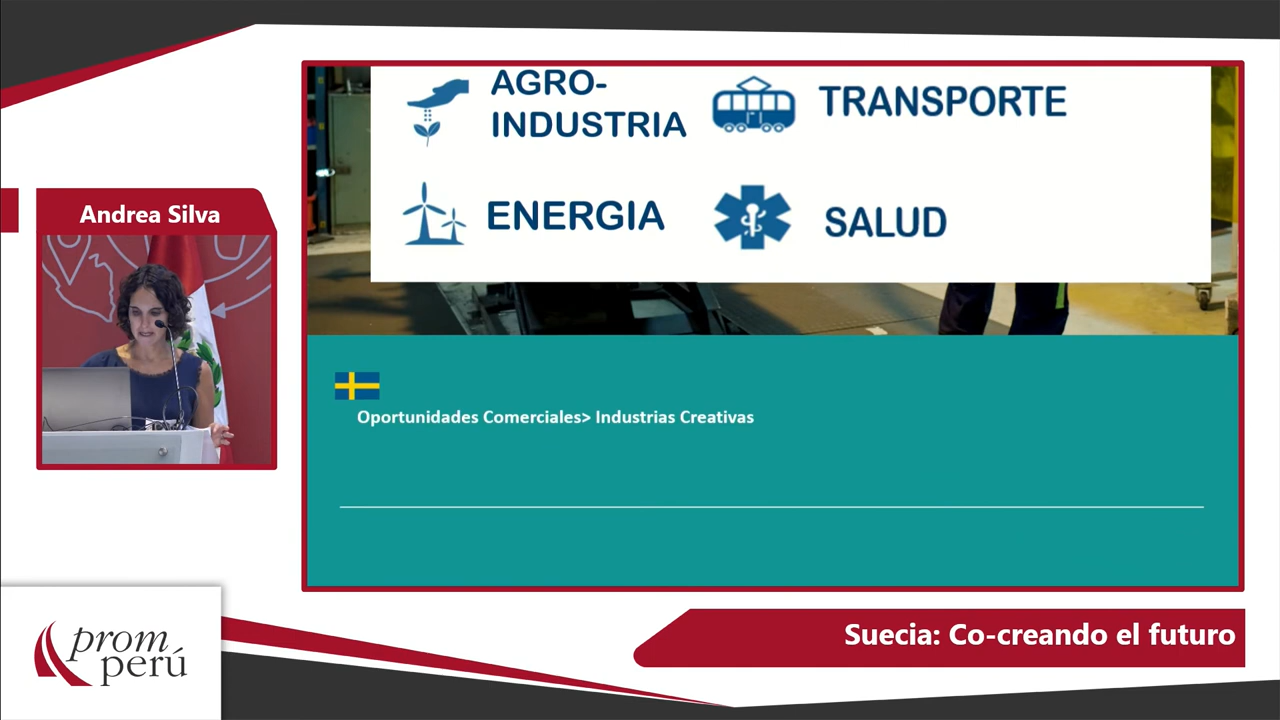 AGRO-
INDUSTRIA
TRANSPORTE
ENERGIA
SALUD
Andrea Silva
Oportunidades Comerciales> Industrias Creativas
Suecia: Co-creando el futuro
prom
perú